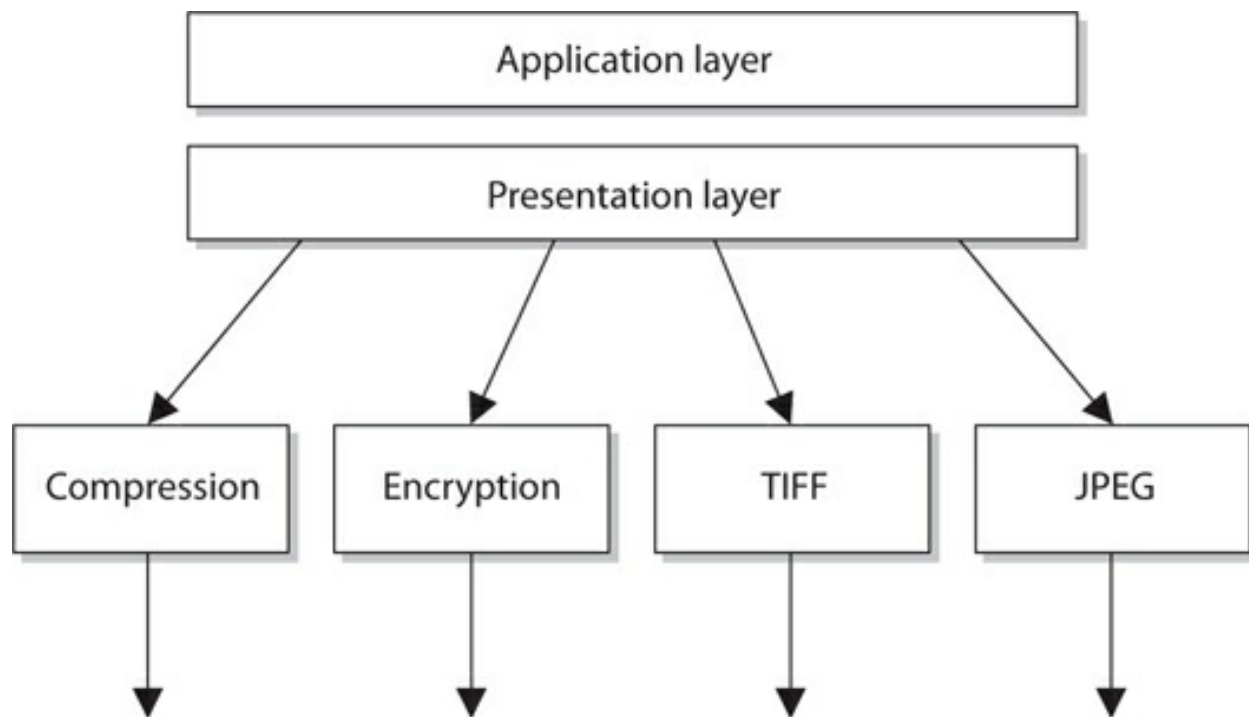 Application layer
Presentation layer
Compression
Encryption
TIFF
JPEG